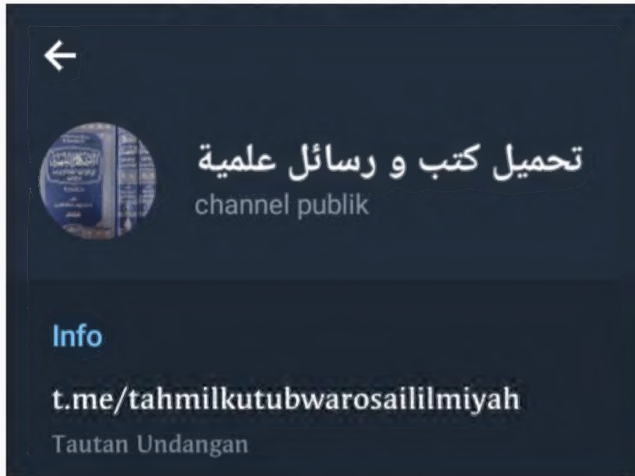 تحميل كتب و رسائل علمية
channel publik
Info
t.me/tahmilkutubwarosaililmiyah
Tautan Undangan